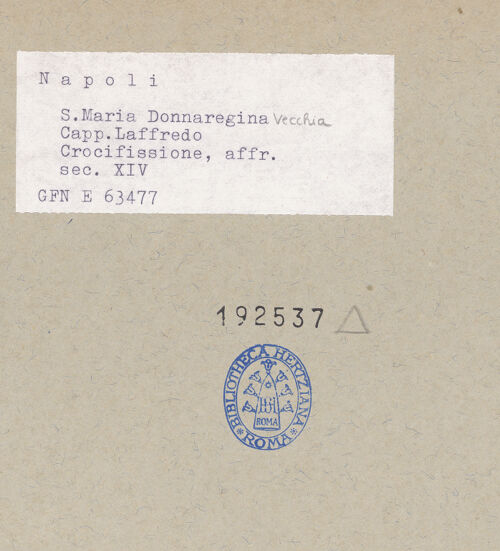 N a p o l i
S.Maria Donnaregina Vecchia
Capp.Laffredo
Crocifissione, affr.
sec. XIV
GFN E 63477
192537
BIBLIOTHECA HERTZIANA
ROMA
* ROMA *